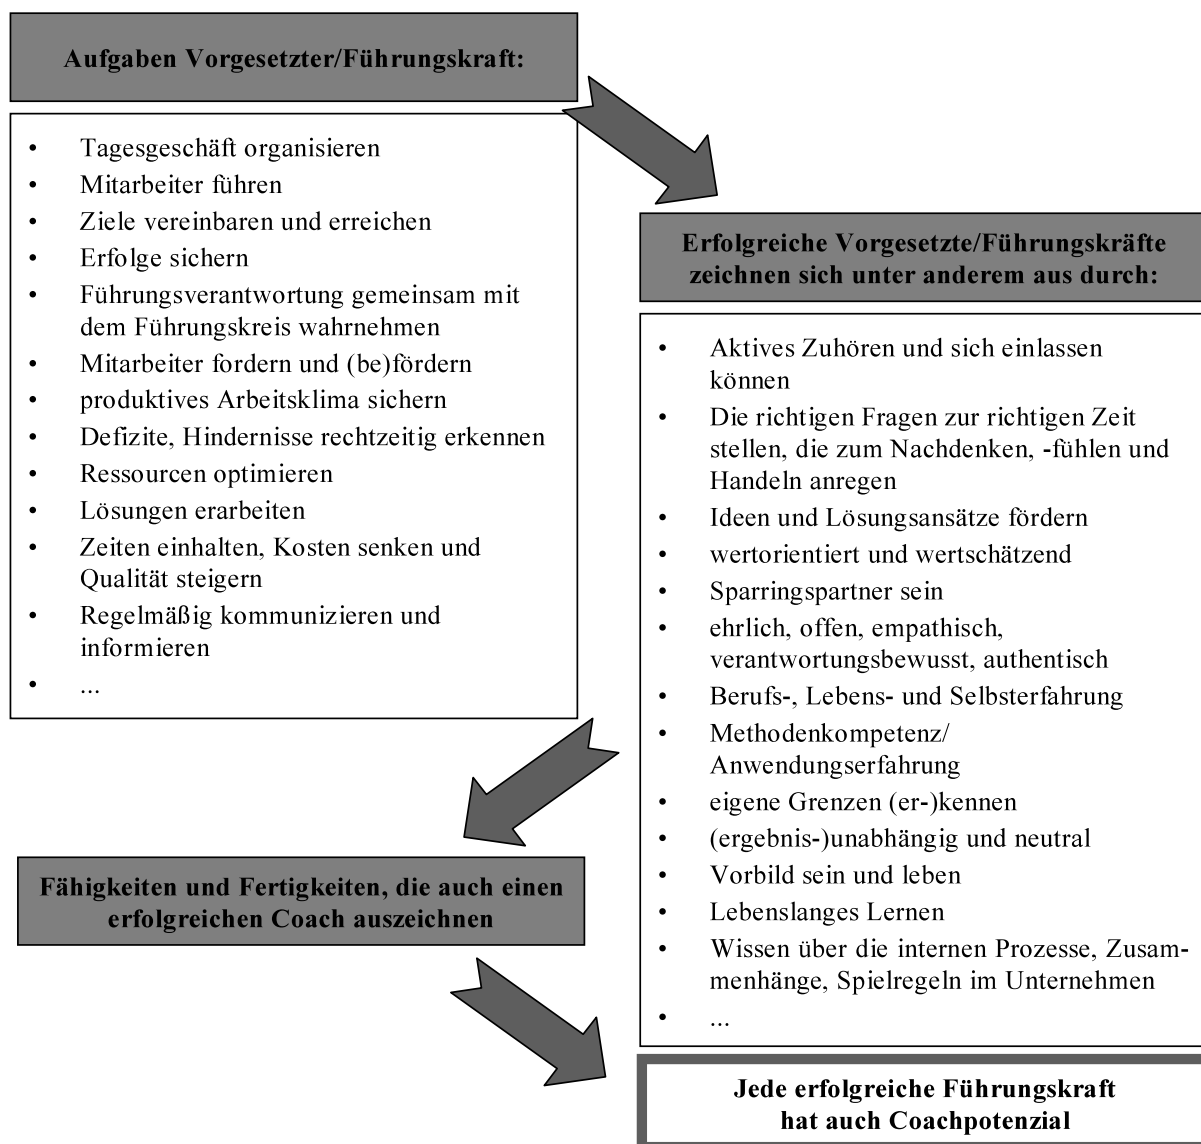 Aufgaben Vorgesetzter/Führungskraft:
• Tagesgeschäft organisieren
• Mitarbeiter führen
• Ziele vereinbaren und erreichen
• Erfolge sichern
• Führungsverantwortung gemeinsam mit
dem Führungskreis wahrnehmen
• Mitarbeiter fordern und (be)fördern
• produktives Arbeitsklima sichern
• Defizite, Hindernisse rechtzeitig erkennen
• Ressourcen optimieren
• Lösungen erarbeiten
• Zeiten einhalten, Kosten senken und
Qualität steigern
• Regelmäßig kommunizieren und
informieren
• ...
Erfolgreiche Vorgesetzte/Führungskräfte
zeichnen sich unter anderem aus durch:
• Aktives Zuhören und sich einlassen
können
• Die richtigen Fragen zur richtigen Zeit
stellen, die zum Nachdenken, -fühlen und
Handeln anregen
• Ideen und Lösungsansätze fördern
• wertorientiert und wertschätzend
• Sparringspartner sein
• ehrlich, offen, empathisch,
verantwortungsbewusst, authentisch
• Berufs-, Lebens- und Selbsterfahrung
• Methodenkompetenz/
Anwendungserfahrung
• eigene Grenzen (er-)kennen
• (ergebnis-)unabhängig und neutral
• Vorbild sein und leben
• Lebenslanges Lernen
• Wissen über die internen Prozesse, Zusam-
menhänge, Spielregeln im Unternehmen
• ...
Fähigkeiten und Fertigkeiten, die auch einen
erfolgreichen Coach auszeichnen
Jede erfolgreiche Führungskraft
hat auch Coachpotenzial